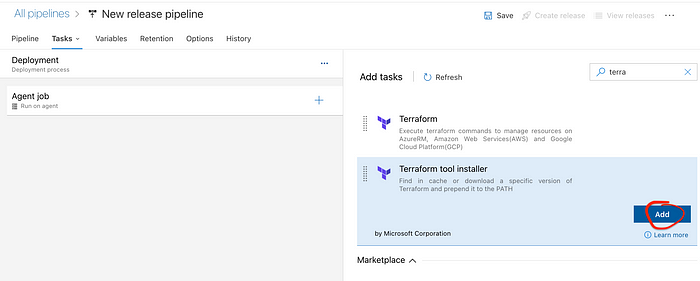 All pipelines > New release pipeline
Save Create release View releases ...
Pipeline Tasks Variables Retention Options History
Deployment
Deployment process
...
Agent job
Run on agent
+
Add tasks Refresh
terra
Terraform
Execute terraform commands to manage resources on
AzureRM, Amazon Web Services(AWS) and Google
Cloud Platform(GCP)
Terraform tool installer
Find in cache or download a specific version of
Terraform and prepend it to the PATH
Add
by Microsoft Corporation
Learn more
Marketplace